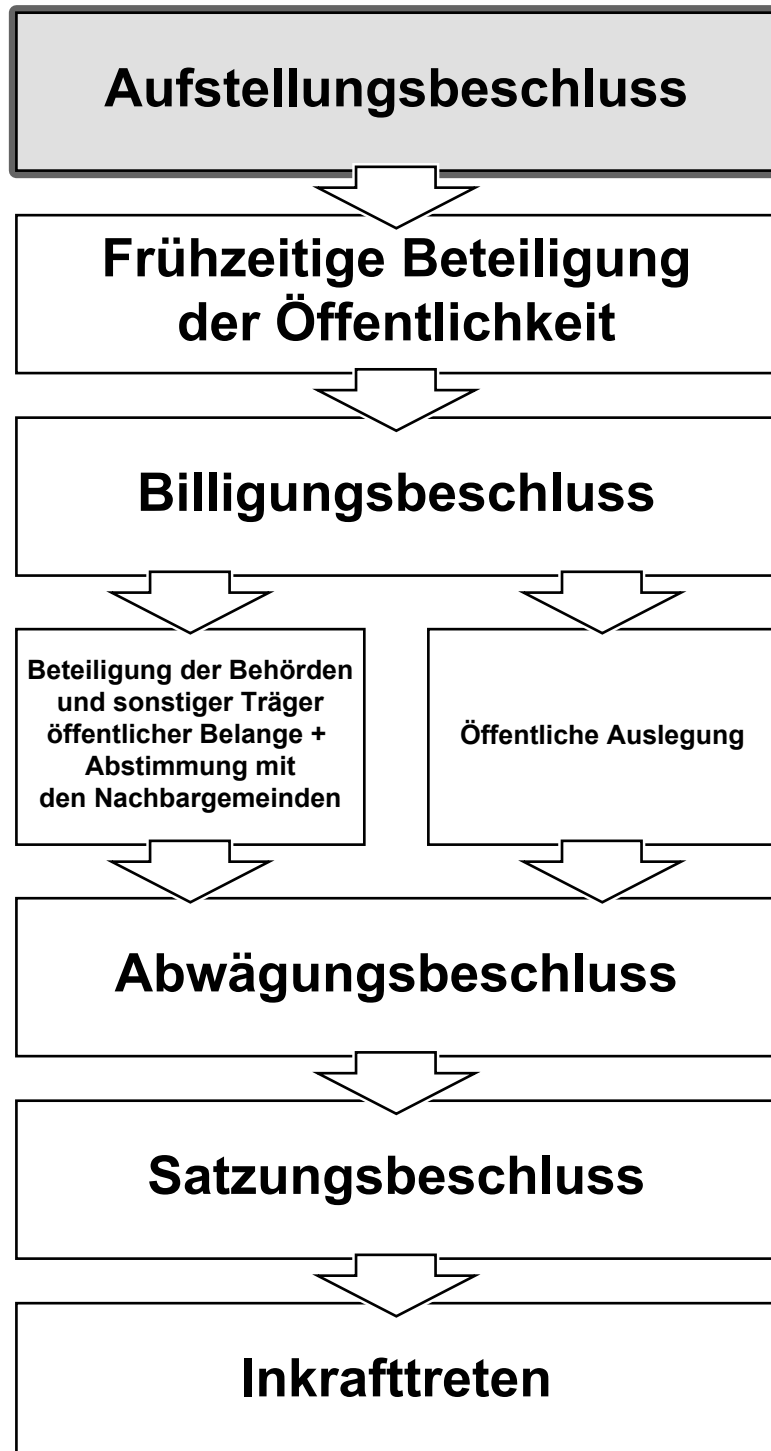 Aufstellungsbeschluss
Frühzeitige Beteiligung
der Öffentlichkeit
Billigungsbeschluss
Beteiligung der Behörden
und sonstiger Träger
öffentlicher Belange +
Abstimmung mit
den Nachbargemeinden
Öffentliche Auslegung
Abwägungsbeschluss
Satzungsbeschluss
Inkrafttreten